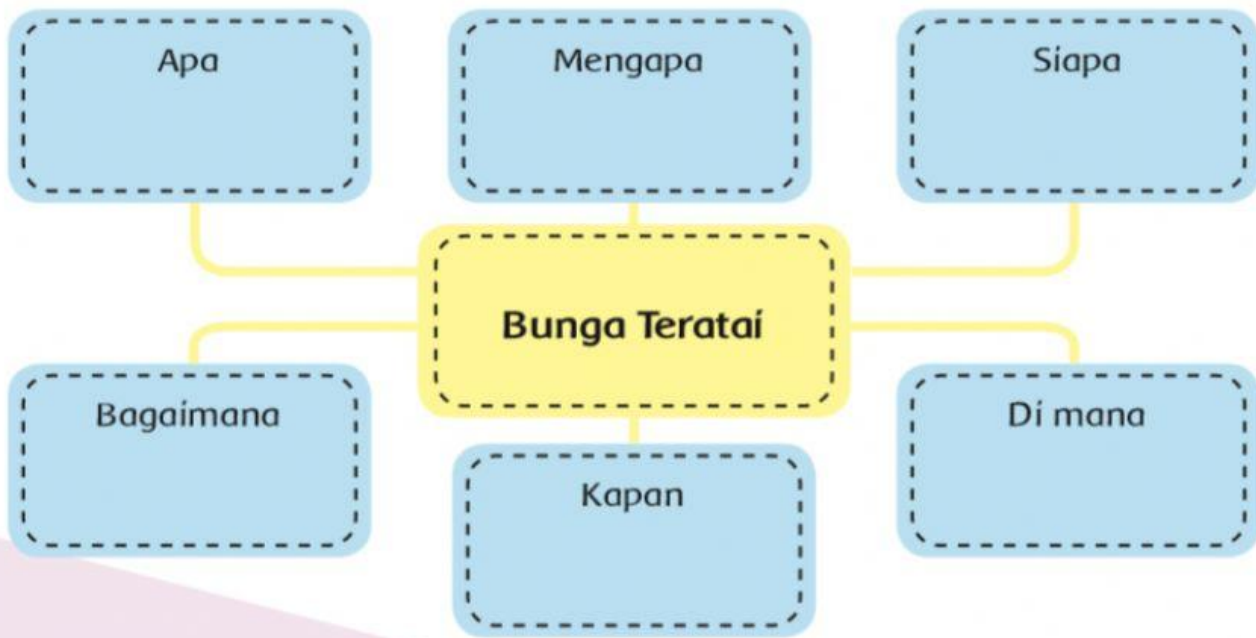 Apa
Mengapa
Siapa
Bunga Teratai
Bagaimana
Kapan
Di mana